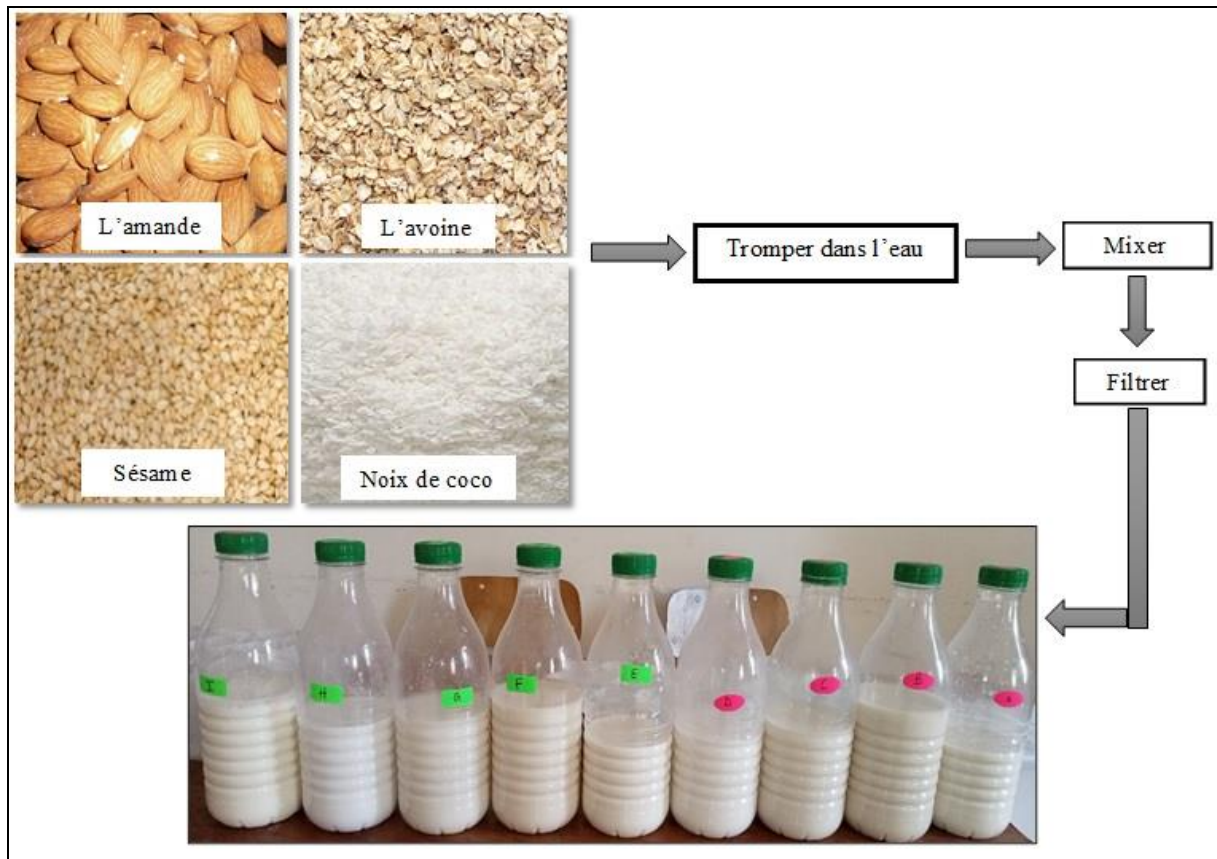 L'amande
L'avoine
Sésame
Noix de coco
Tromper dans l'eau
Mixer
Filtrer
I
H
G
F
E
D
C
B
A